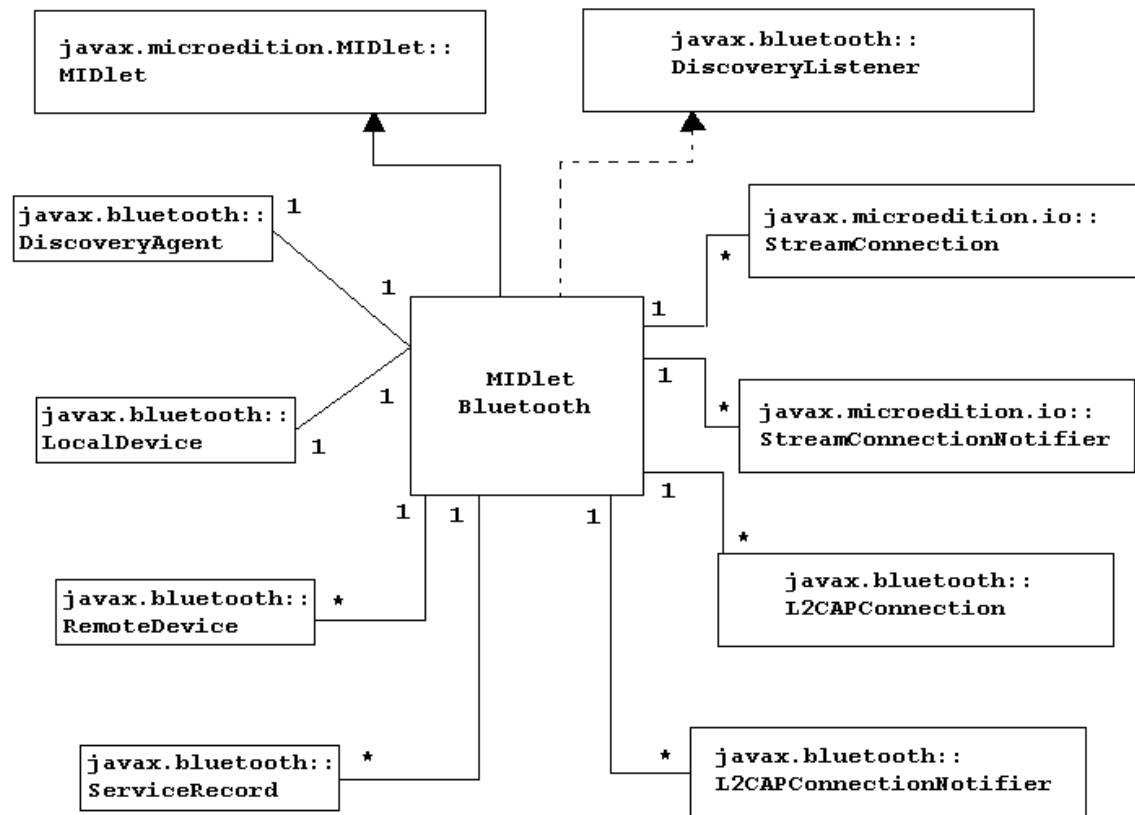 javax.microedition.MIDlet::
MIDlet
javax.bluetooth::
DiscoveryListener
javax.bluetooth::
DiscoveryAgent
1
1
javax.microedition.io::
StreamConnection
*
1
MIDlet
Bluetooth
javax.bluetooth::
LocalDevice
1
1
javax.microedition.io::
StreamConnectionNotifier
*
1
javax.bluetooth::
L2CAPConnection
*
1
javax.bluetooth::
RemoteDevice
*
1
javax.bluetooth::
ServiceRecord
*
1
javax.bluetooth::
L2CAPConnectionNotifier
*
1